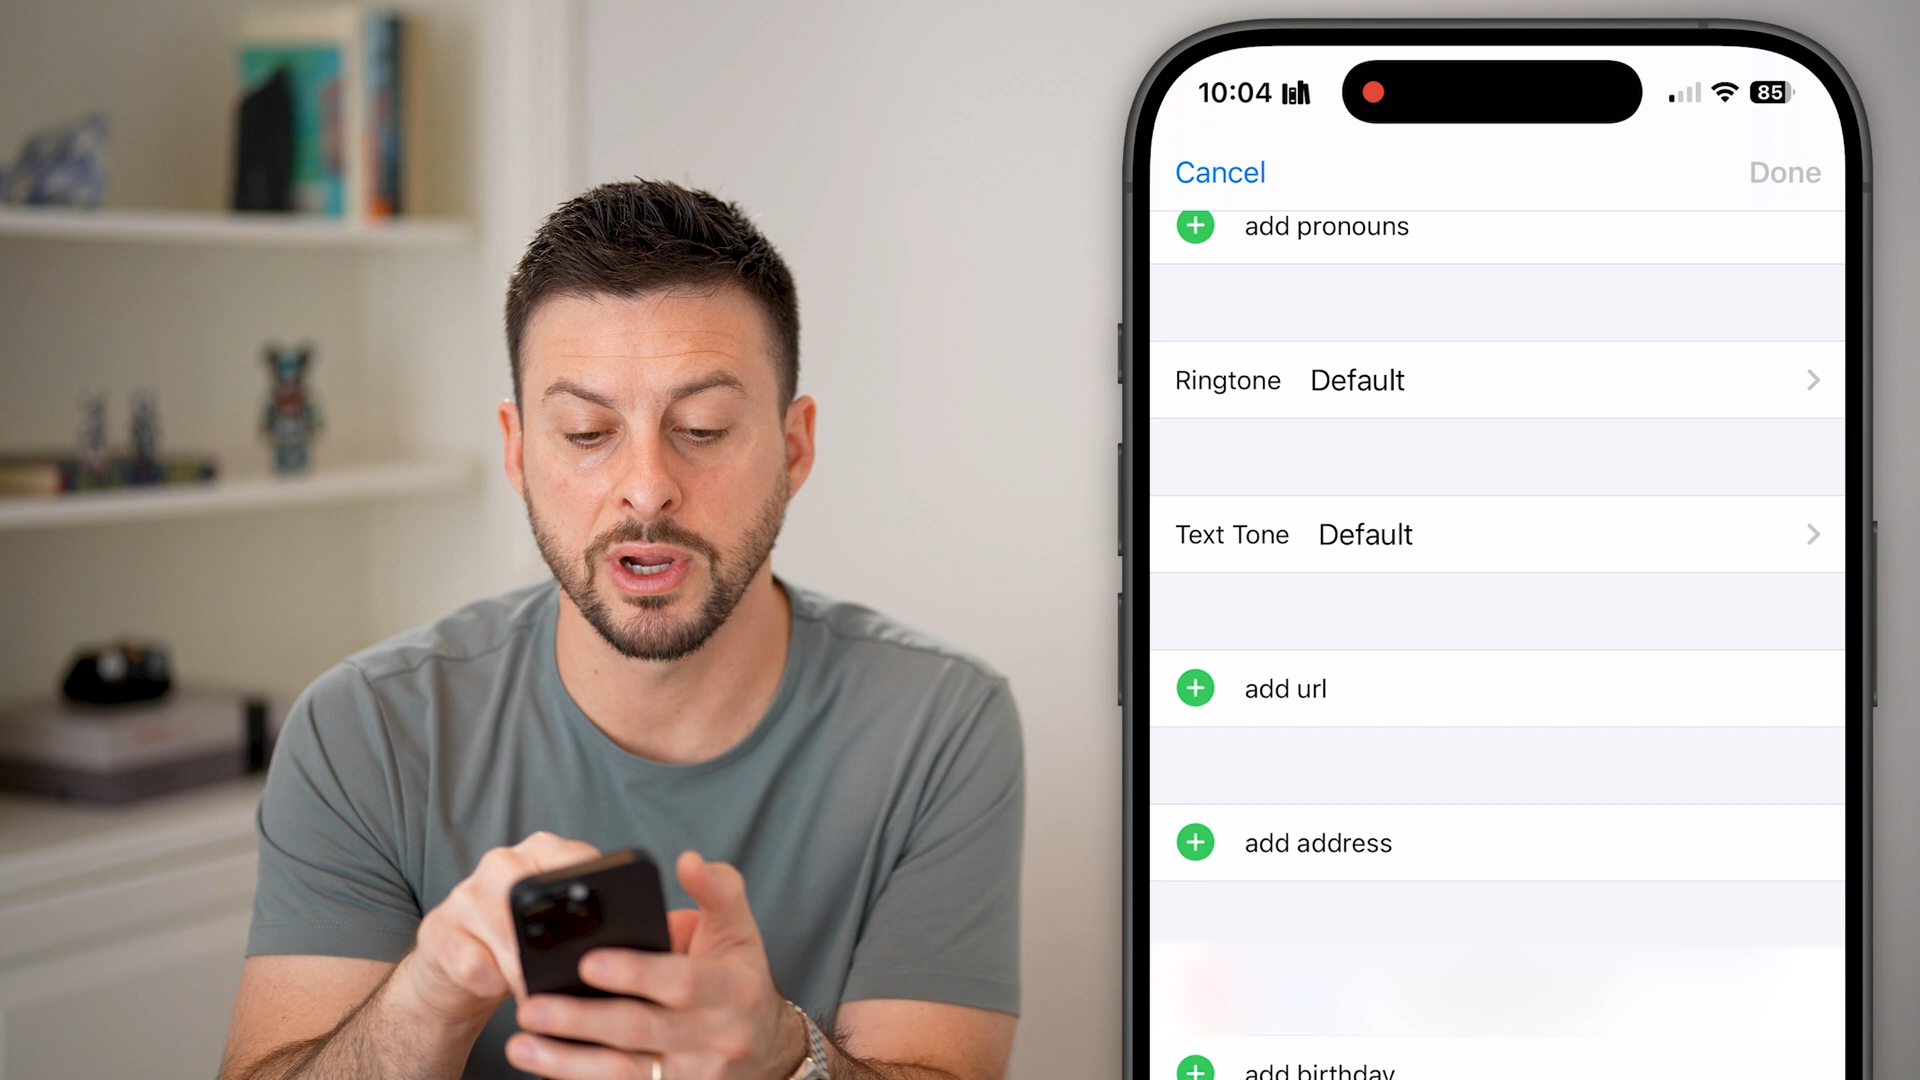 10:04 85
Cancel Done
add pronouns
Ringtone Default
Text Tone Default
add url
add address
add birthday